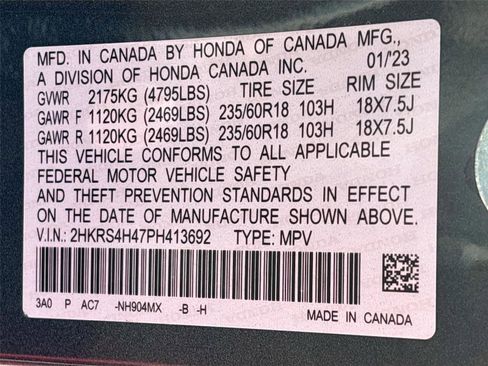 MFD. IN CANADA BY HONDA OF CANADA MFG.,
A DIVISION OF HONDA CANADA INC. 01/'23
GVWR 2175KG (4795LBS) TIRE SIZE RIM SIZE
GAWR F 1120KG (2469LBS) 235/60R18 103H 18X7.5J
GAWR R 1120KG (2469LBS) 235/60R18 103H 18X7.5J
THIS VEHICLE CONFORMS TO ALL APPLICABLE
FEDERAL MOTOR VEHICLE SAFETY
AND THEFT PREVENTION STANDARDS IN EFFECT
ON THE DATE OF MANUFACTURE SHOWN ABOVE.
V.I.N.: 2HKRS4H47PH413692 TYPE: MPV
3A0 P AC7 -NH904MX -B -H MADE IN CANADA